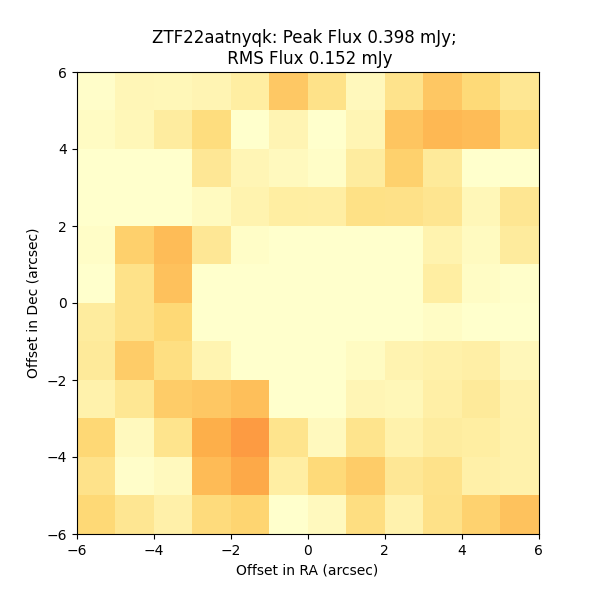 ZTF22aatnyqk: Peak Flux 0.398 mJy;
RMS Flux 0.152 mJy
6
4
2
0
−2
−4
−6
Offset in Dec (arcsec)
−6 −4 −2 0 2 4 6
Offset in RA (arcsec)